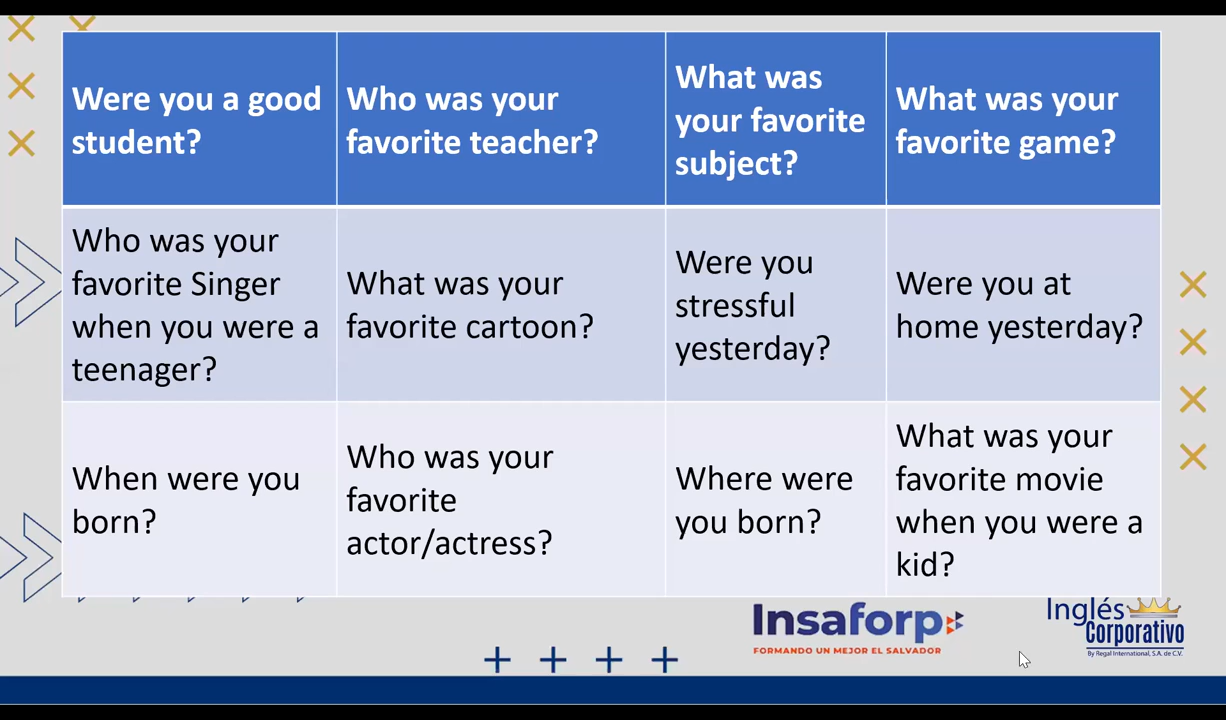 Were you a good
student?
Who was your
favorite teacher?
What was
your favorite
subject?
What was your
favorite game?
Who was your
favorite Singer
when you were a
teenager?
What was your
favorite cartoon?
Were you
stressful
yesterday?
Were you at
home yesterday?
When were you
born?
Who was your
favorite
actor/actress?
Where were
you born?
What was your
favorite movie
when you were a
kid?
Insaforp
FORMANDO UN MEJOR EL SALVADOR
Inglés
Corporativo
By Regal International, S.A. de C.V.